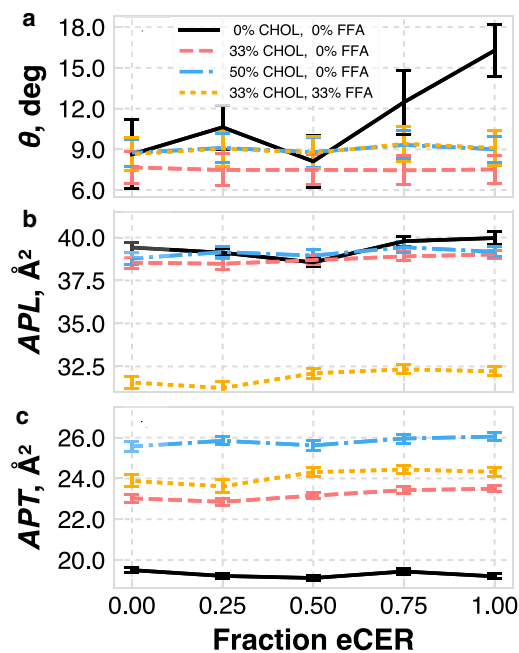 a
18.0
15.0
12.0
9.0
6.0
θ, deg
0% CHOL, 0% FFA
33% CHOL, 0% FFA
50% CHOL, 0% FFA
33% CHOL, 33% FFA
b
40.0
37.5
35.0
32.5
APL, Å²
c
26.0
24.0
22.0
20.0
APT, Å²
0.00 0.25 0.50 0.75 1.00
Fraction eCER